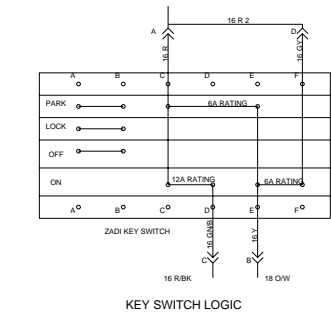 16 R 2
A D
16 R 16 GY
A B C D E F
PARK 6A RATING
LOCK
OFF
ON 12A RATING 6A RATING
A B C D E F
ZADI KEY SWITCH 16 GN/B 16 Y
C B
16 R/BK 18 O/W
KEY SWITCH LOGIC